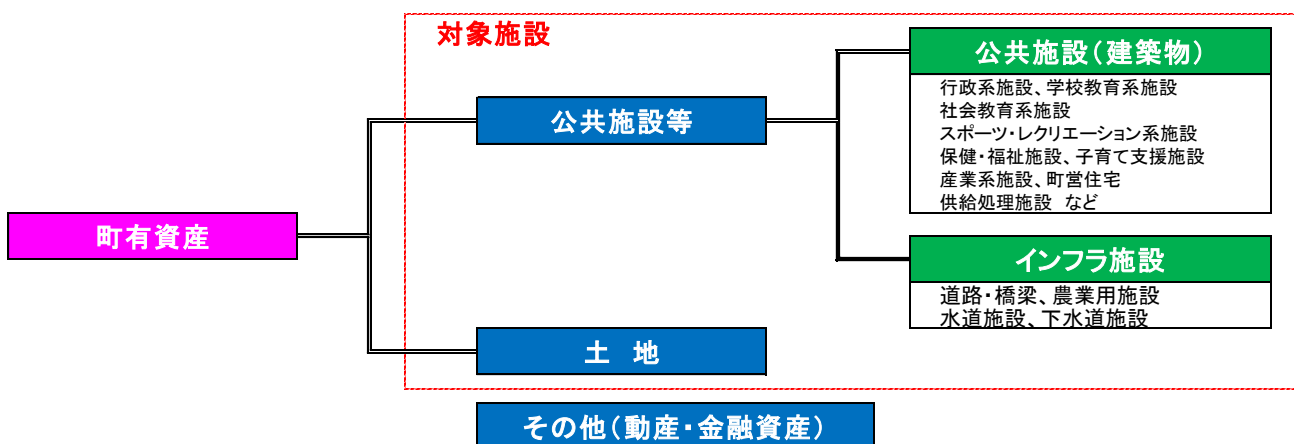 対象施設
公共施設(建築物)
行政系施設、学校教育系施設
社会教育系施設
スポーツ・レクリエーション系施設
保健・福祉施設、子育て支援施設
産業系施設、町営住宅
供給処理施設 など
公共施設等
町有資産
インフラ施設
道路・橋梁、農業用施設
水道施設、下水道施設
土 地
その他(動産・金融資産)